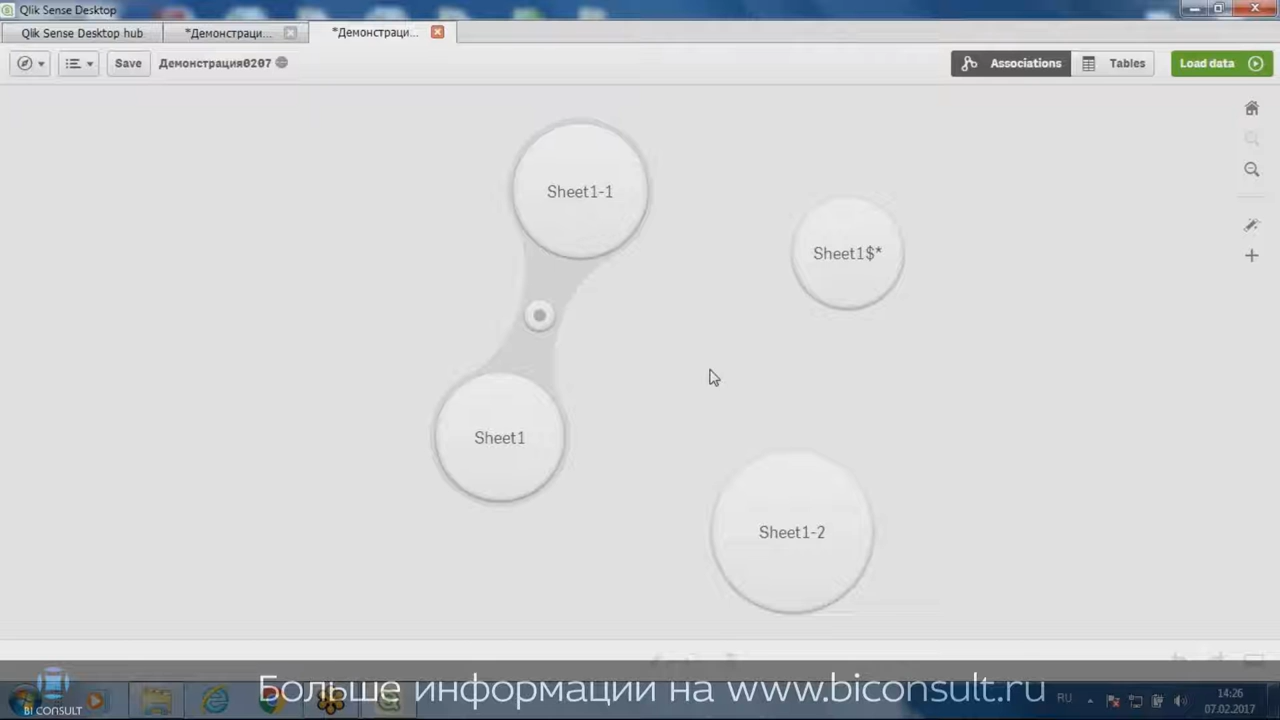 Qlik Sense Desktop
Qlik Sense Desktop hub
*Демонстраци...
*Демонстраци...
Save
Демонстрация0207
Associations
Tables
Load data
Sheet1-1
Sheet1$*
Sheet1
Sheet1-2
Больше информации на www.biconsult.ru
BI CONSULT
RU
14:26
07.02.2017